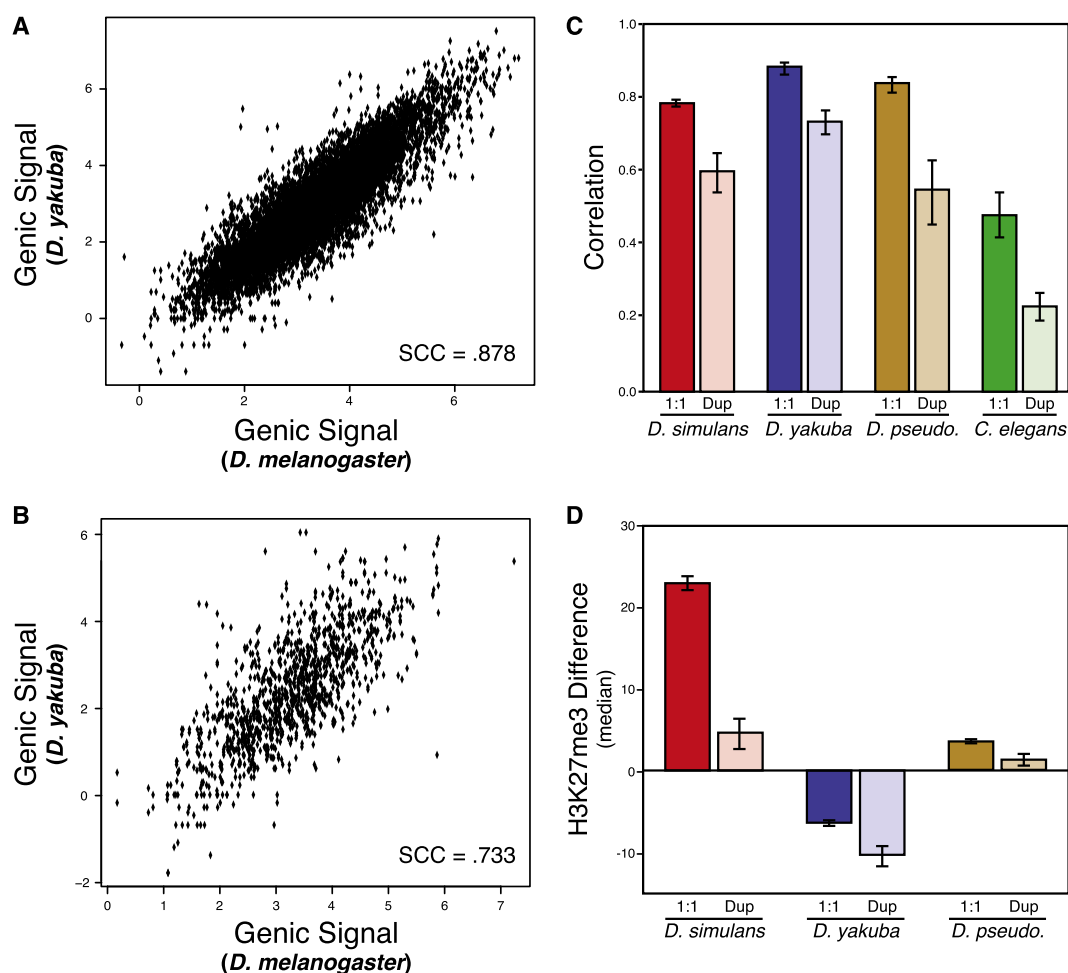 A
6
4
2
0
0
2
4
6
Genic Signal
(D. yakuba)
SCC = .878
Genic Signal
(D. melanogaster)
B
6
4
2
0
−2
0
1
2
3
4
5
6
7
Genic Signal
(D. yakuba)
SCC = .733
Genic Signal
(D. melanogaster)
C
1.0
0.8
0.6
0.4
0.2
0.0
Correlation
1:1 Dup 1:1 Dup 1:1 Dup 1:1 Dup
D. simulans D. yakuba D. pseudo. C. elegans
D
30
20
10
0
-10
H3K27me3 Difference
(median)
1:1 Dup 1:1 Dup 1:1 Dup
D. simulans D. yakuba D. pseudo.